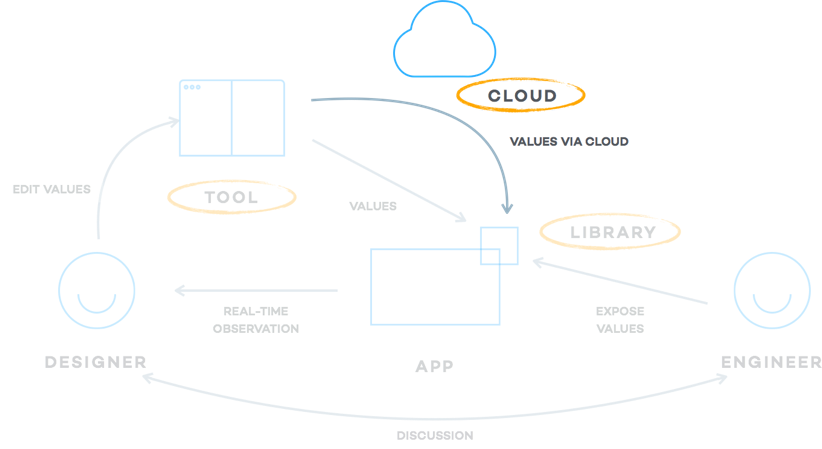 CLOUD
VALUES VIA CLOUD
EDIT VALUES
TOOL
VALUES
LIBRARY
REAL-TIME
OBSERVATION
EXPOSE
VALUES
DESIGNER
APP
ENGINEER
DISCUSSION